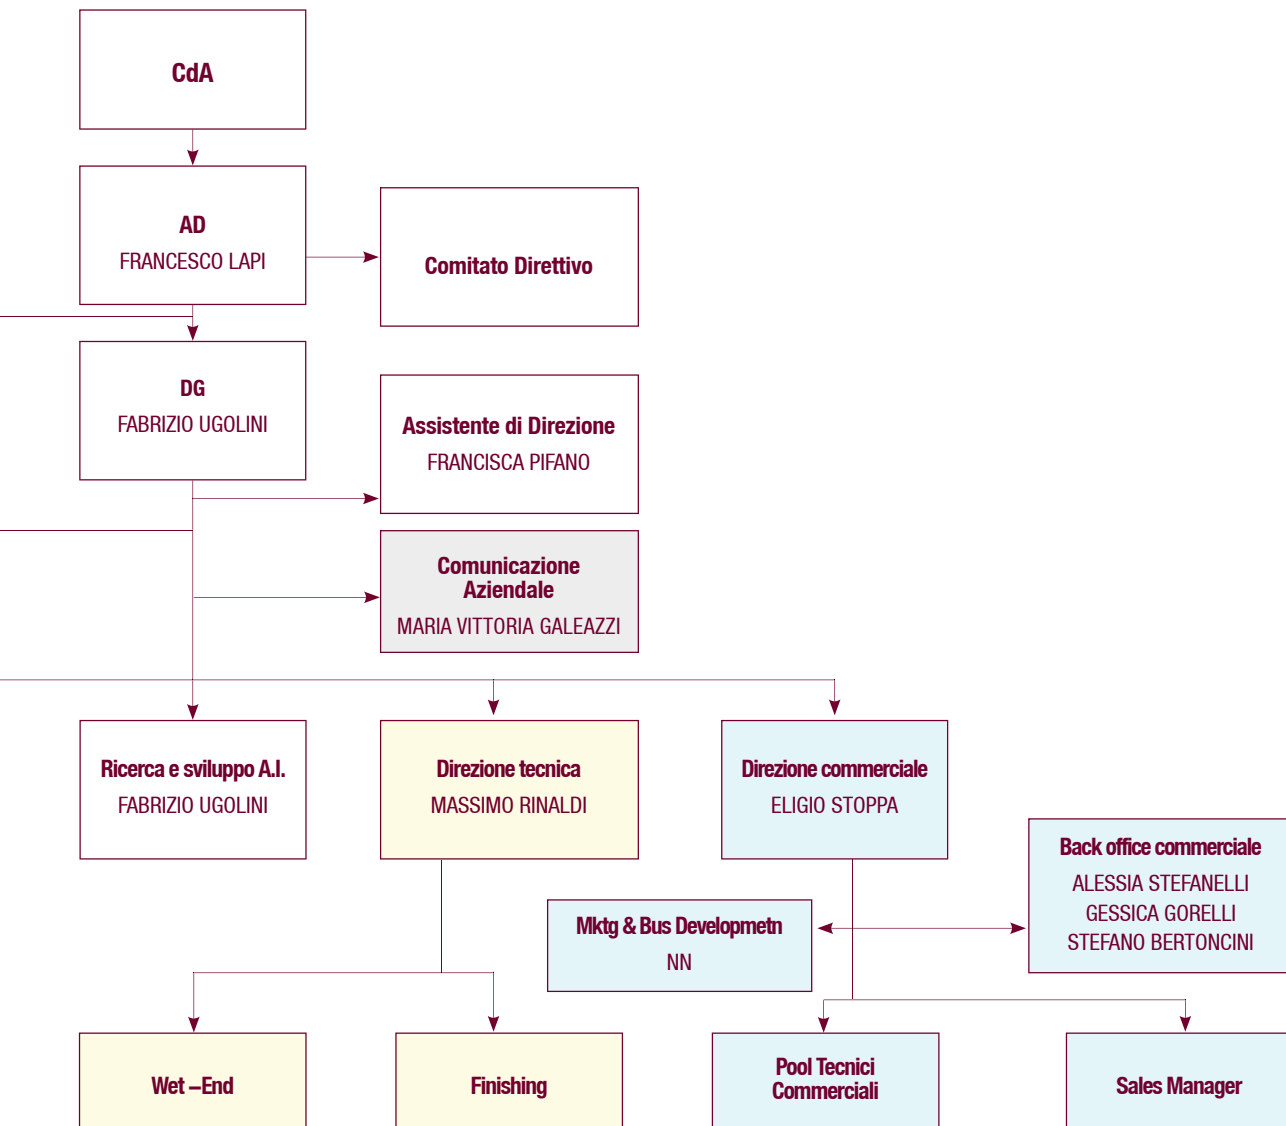 CdA
AD
FRANCESCO LAPI
Comitato Direttivo
DG
FABRIZIO UGOLINI
Assistente di Direzione
FRANCISCA PIFANO
Comunicazione
Aziendale
MARIA VITTORIA GALEAZZI
Ricerca e sviluppo A.I.
FABRIZIO UGOLINI
Direzione tecnica
MASSIMO RINALDI
Direzione commerciale
ELIGIO STOPPA
Back office commerciale
ALESSIA STEFANELLI
GESSICA GORELLI
STEFANO BERTONCINI
Mktg & Bus Developmetn
NN
Wet –End
Finishing
Pool Tecnici
Commerciali
Sales Manager